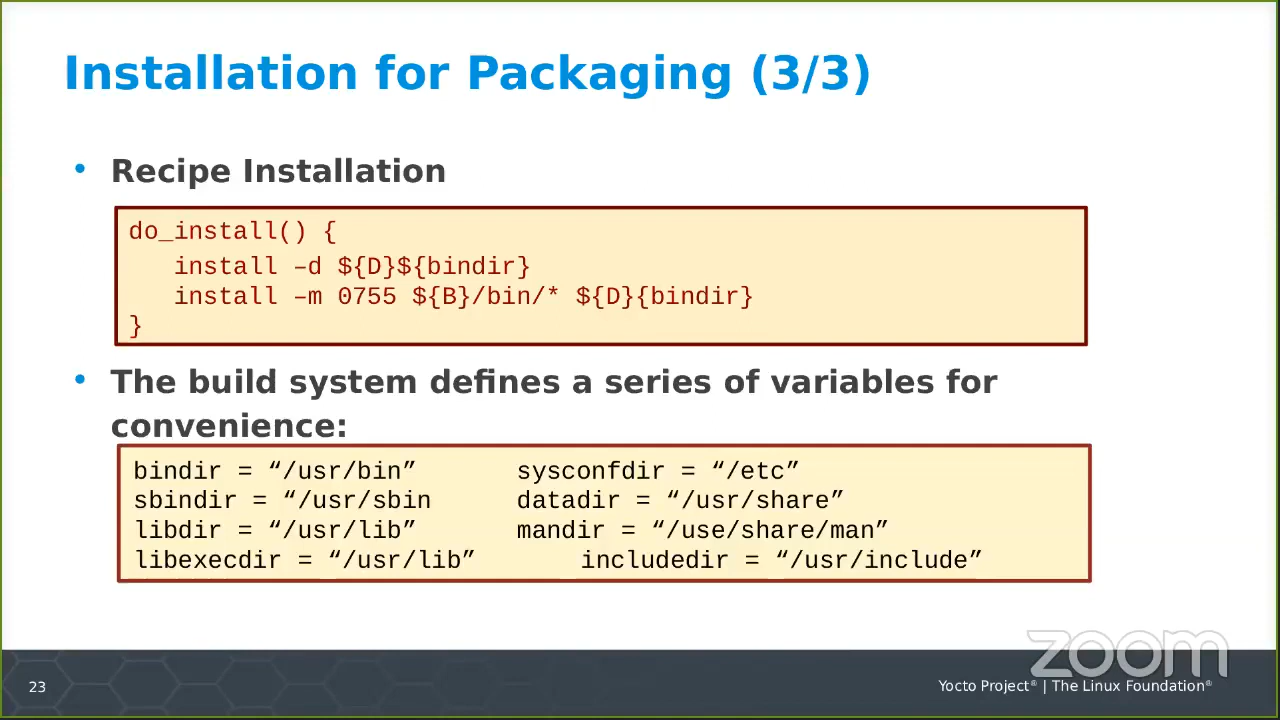 Installation for Packaging (3/3)
• Recipe Installation
do_install() {
install –d ${D}${bindir}
install –m 0755 ${B}/bin/* ${D}{bindir}
}
• The build system defines a series of variables for
convenience:
bindir = “/usr/bin” sysconfdir = “/etc”
sbindir = “/usr/sbin datadir = “/usr/share”
libdir = “/usr/lib” mandir = “/use/share/man”
libexecdir = “/usr/lib” includedir = “/usr/include”
zoom
23 Yocto Project® | The Linux Foundation®